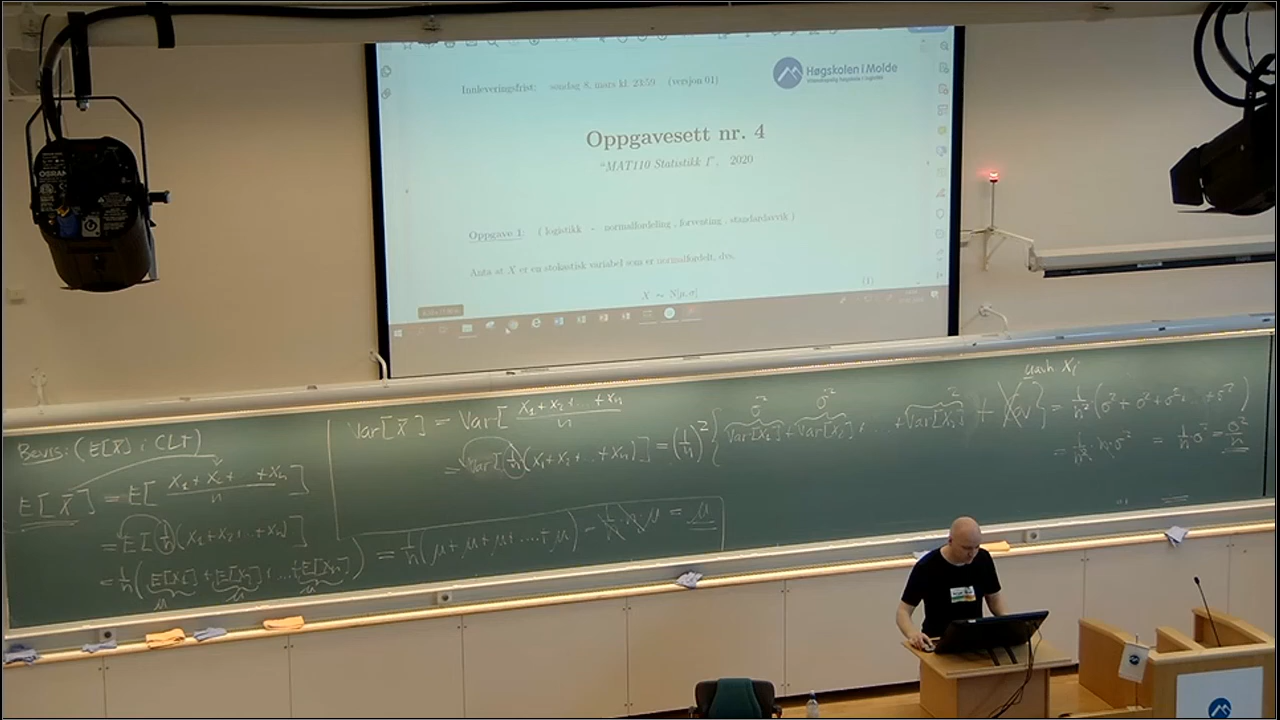 Høgskolen i Molde
Innleveringsfrist: søndag 8. mars kl. 23:59 (versjon 01)
Oppgavesett nr. 4
"MAT110 Statistikk 1", 2020
Oppgave 1: ( logistikk - normalfordeling , forventing , standardavvik )
Anta at X er en stokastisk variabel som er normalfordelt, dvs.
X ∼ N[μ,σ] (1)
Bevis: (E[X̄] i CLT)
E[X̄] = E[ (X₁+X₂+...+Xₙ)/n ]
= E[ 1/n (X₁+X₂+...+Xₙ) ]
= 1/n ( E[X₁] + E[X₂] + ... + E[Xₙ] )
μ μ μ
= 1/n ( μ+μ+μ+...+μ ) = 1/n · n · μ = μ
Var[X̄] = Var[ (X₁+X₂+...+Xₙ)/n ]
= Var[ 1/n (X₁+X₂+...+Xₙ) ] = (1/n)² { Var[X₁] + Var[X₂] + ... + Var[Xₙ] +
σ² σ² σ²
= 1/n² ( σ²+σ²+σ²+...+σ² )
= 1/n² · n · σ² = 1/n σ² = σ²/n
OSRAM